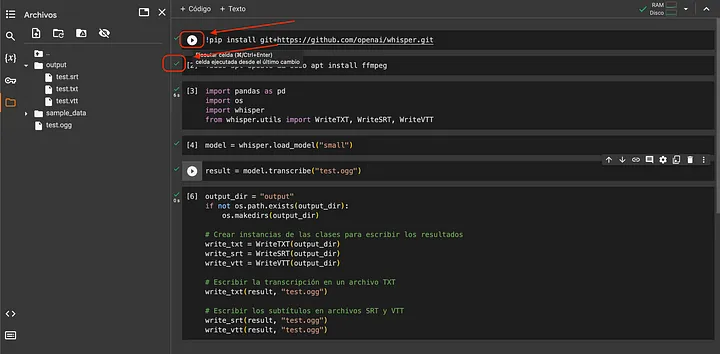 Archivos
+ Código + Texto
RAM
Disco
..
output
test.srt
test.txt
test.vtt
sample_data
test.ogg
!pip install git+https://github.com/openai/whisper.git
Ejecutar celda (⌘/Ctrl+Enter)
celda ejecutada desde el último cambio
[2] apt install ffmpeg
6 s
[3] import pandas as pd
import os
import whisper
from whisper.utils import WriteTXT, WriteSRT, WriteVTT
[4] model = whisper.load_model("small")
result = model.transcribe("test.ogg")
0 s
[6] output_dir = "output"
if not os.path.exists(output_dir):
os.makedirs(output_dir)
# Crear instancias de las clases para escribir los resultados
write_txt = WriteTXT(output_dir)
write_srt = WriteSRT(output_dir)
write_vtt = WriteVTT(output_dir)
# Escribir la transcripción en un archivo TXT
write_txt(result, "test.ogg")
# Escribir los subtítulos en archivos SRT y VTT
write_srt(result, "test.ogg")
write_vtt(result, "test.ogg")
{x}